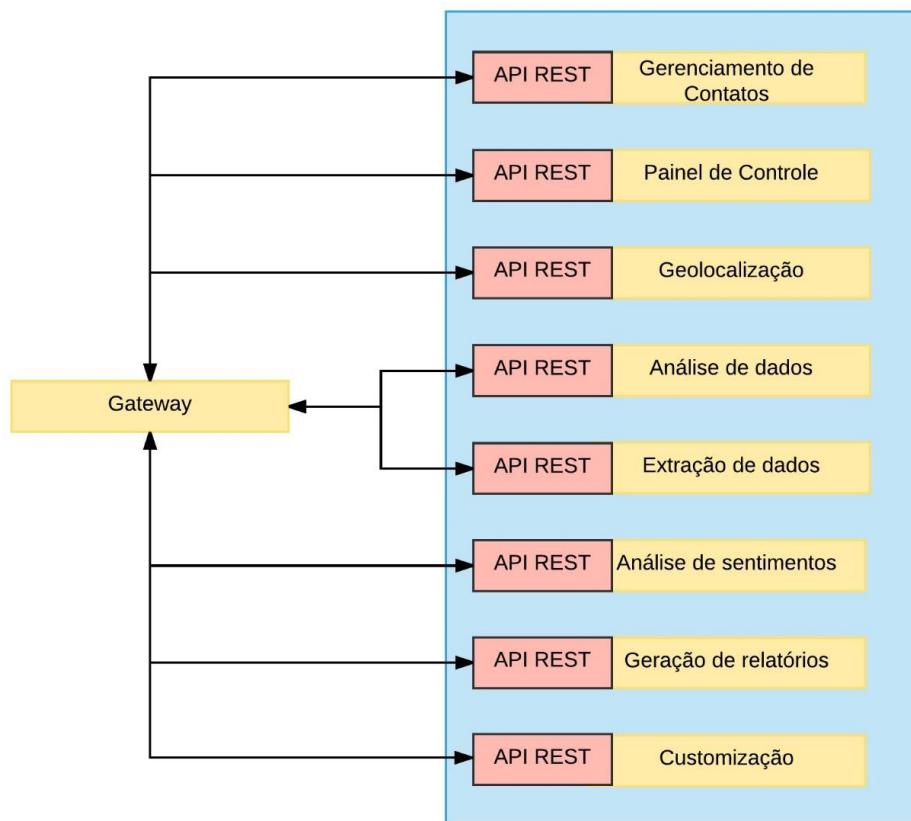 API REST
Gerenciamento de
Contatos
API REST
Painel de Controle
API REST
Geolocalização
API REST
Análise de dados
Gateway
API REST
Extração de dados
API REST
Análise de sentimentos
API REST
Geração de relatórios
API REST
Customização